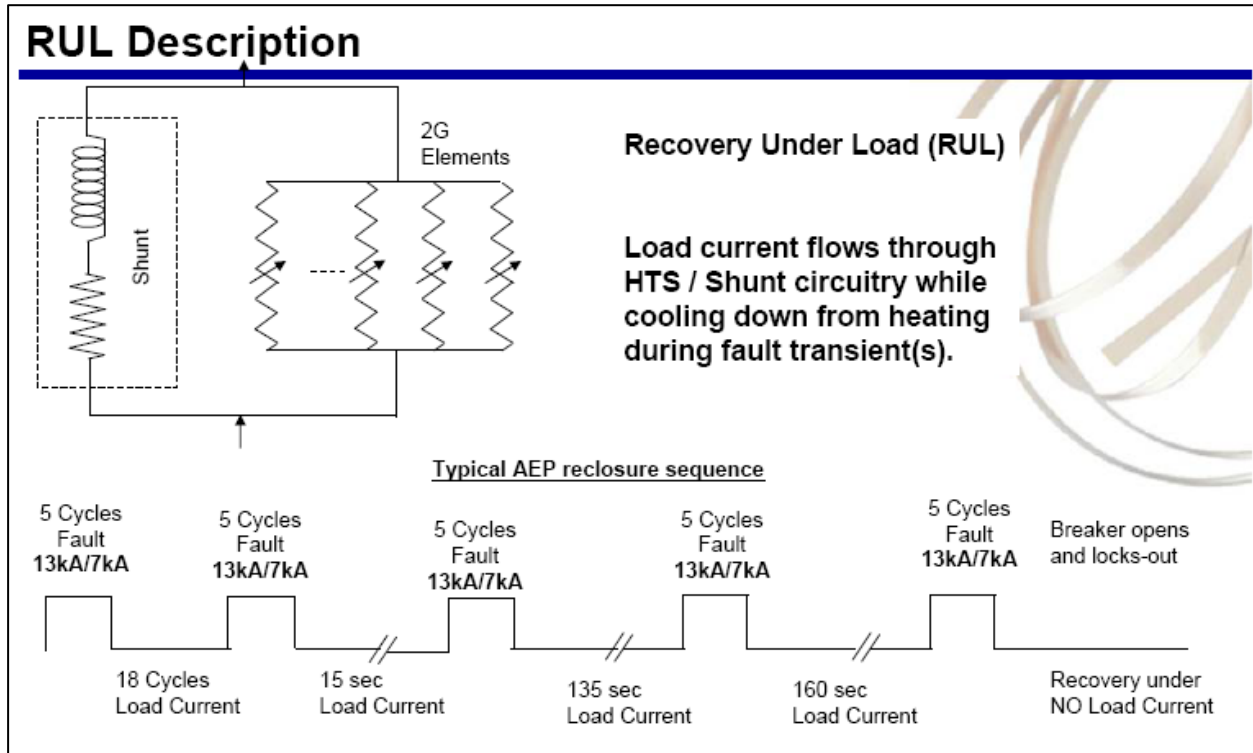 RUL Description
2G
Elements
Shunt
Recovery Under Load (RUL)
Load current flows through
HTS / Shunt circuitry while
cooling down from heating
during fault transient(s).
Typical AEP reclosure sequence
5 Cycles
Fault
13kA/7kA
5 Cycles
Fault
13kA/7kA
5 Cycles
Fault
13kA/7kA
5 Cycles
Fault
13kA/7kA
5 Cycles
Fault
13kA/7kA
Breaker opens
and locks-out
18 Cycles
Load Current
15 sec
Load Current
135 sec
Load Current
160 sec
Load Current
Recovery under
NO Load Current